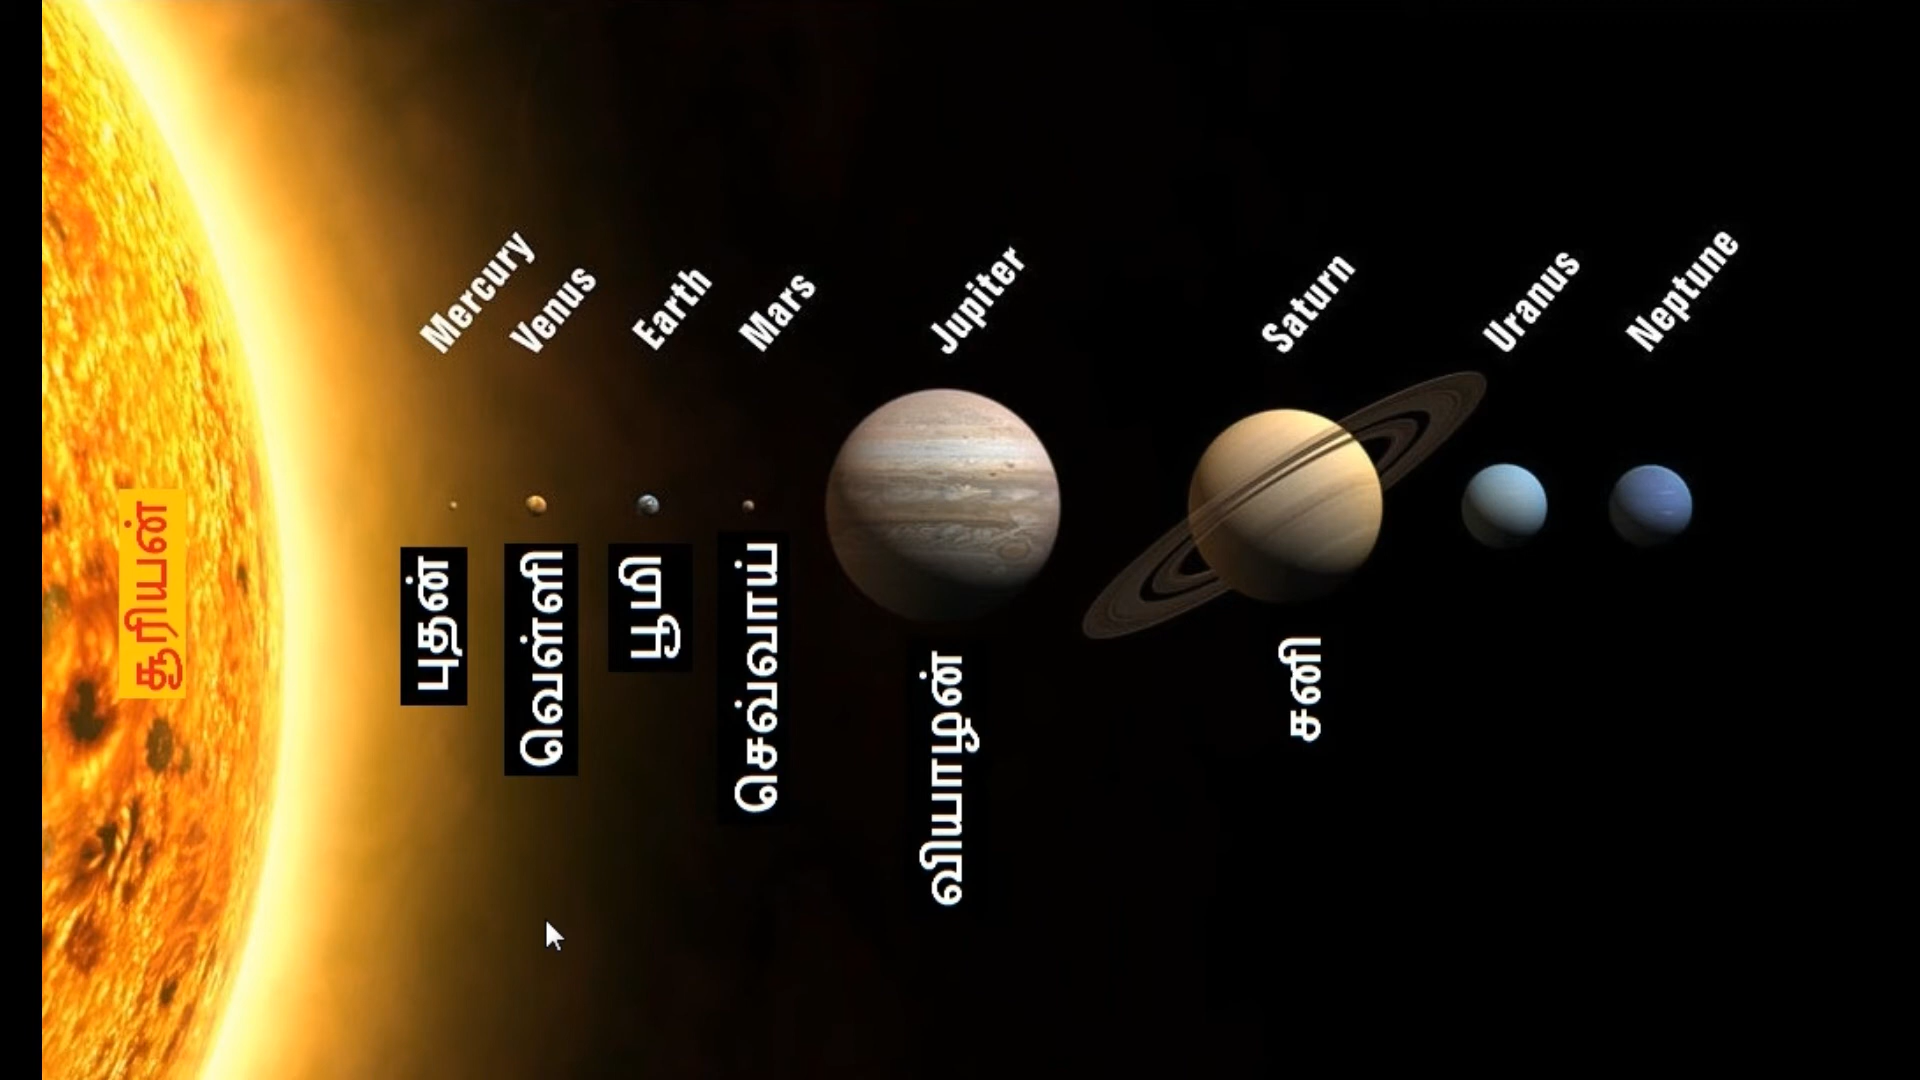 Mercury
Venus
Earth
Mars
Jupiter
Saturn
Uranus
Neptune
சூரியன்
புதன்
வெள்ளி
பூமி
செவ்வாய்
வியாழன்
சனி